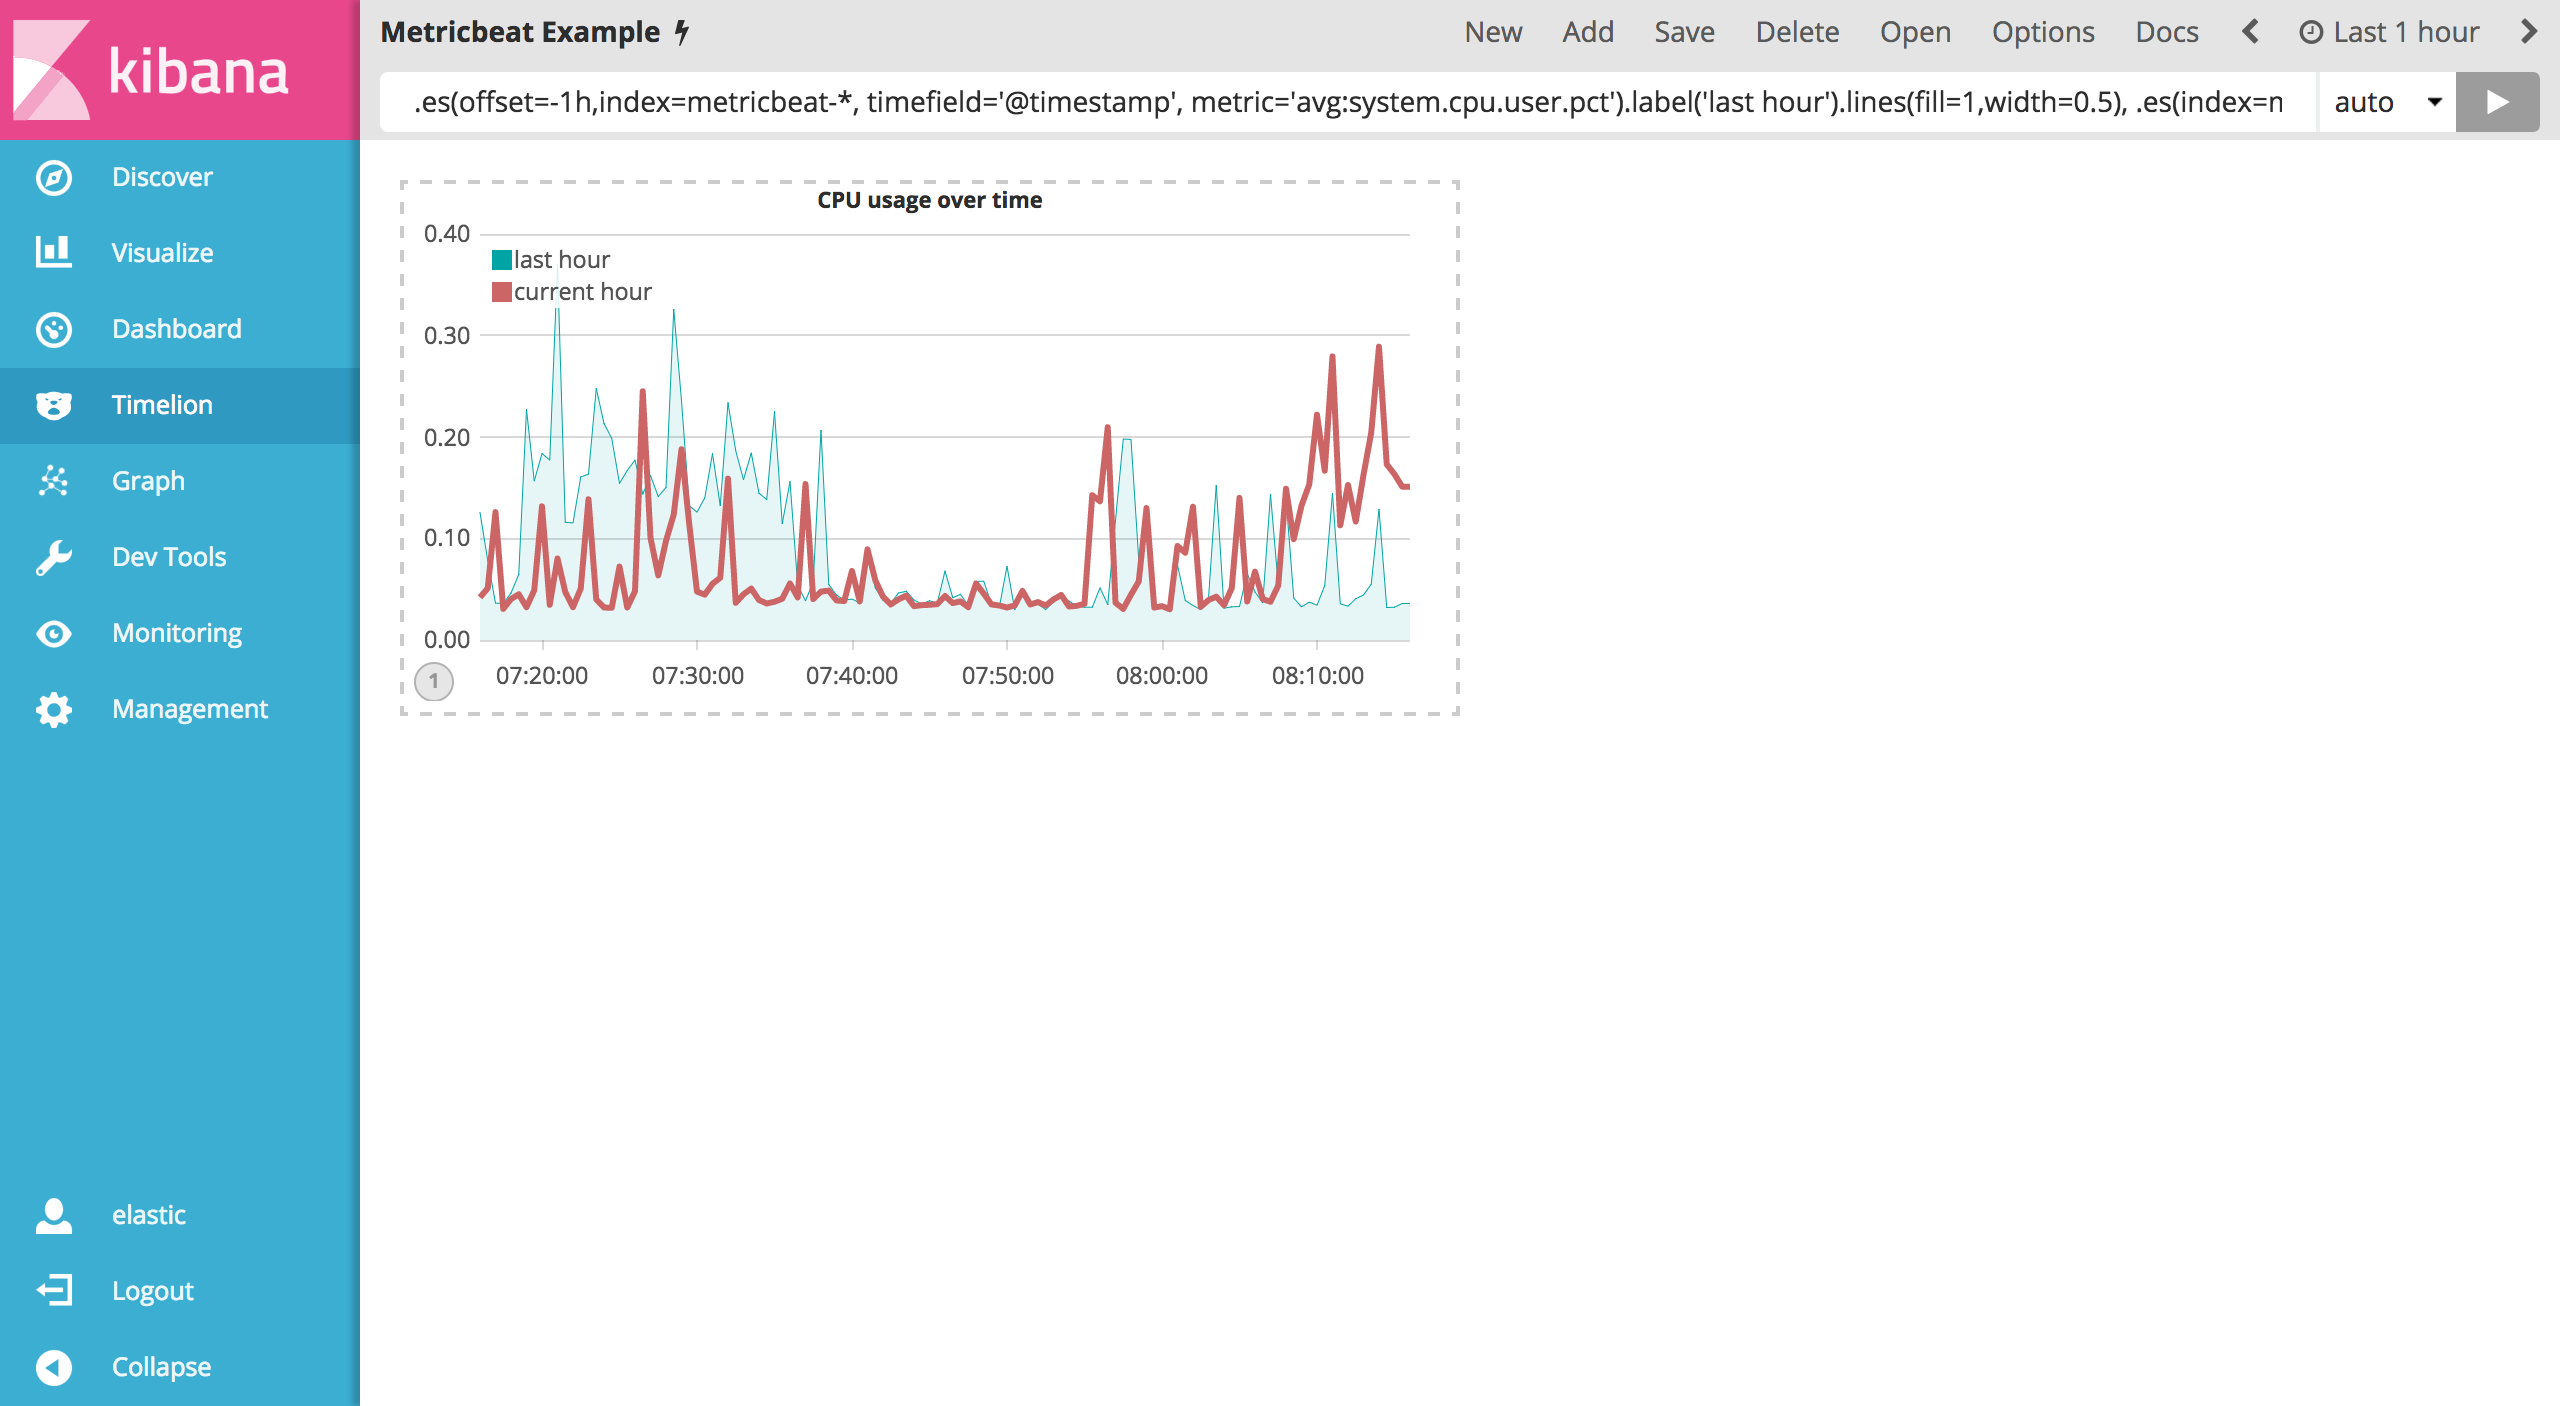 kibana
Discover
Visualize
Dashboard
Timelion
Graph
Dev Tools
Monitoring
Management
elastic
Logout
Collapse
Metricbeat Example
New Add Save Delete Open Options Docs Last 1 hour
.es(offset=-1h,index=metricbeat-*, timefield='@timestamp', metric='avg:system.cpu.user.pct').label('last hour').lines(fill=1,width=0.5), .es(index=n
auto
CPU usage over time
0.40
last hour
current hour
0.30
0.20
0.10
0.00
1
07:20:00 07:30:00 07:40:00 07:50:00 08:00:00 08:10:00